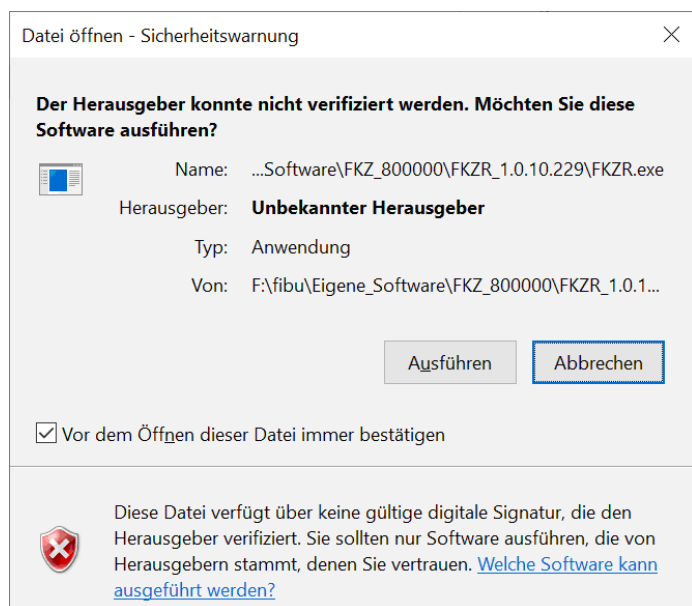 Datei öffnen - Sicherheitswarnung
Der Herausgeber konnte nicht verifiziert werden. Möchten Sie diese
Software ausführen?
Name: ...Software\FKZ_800000\FKZR_1.0.10.229\FKZR.exe
Herausgeber: Unbekannter Herausgeber
Typ: Anwendung
Von: F:\fibu\Eigene_Software\FKZ_800000\FKZR_1.0.1...
Ausführen Abbrechen
Vor dem Öffnen dieser Datei immer bestätigen
Diese Datei verfügt über keine gültige digitale Signatur, die den
Herausgeber verifiziert. Sie sollten nur Software ausführen, die von
Herausgebern stammt, denen Sie vertrauen. Welche Software kann
ausgeführt werden?